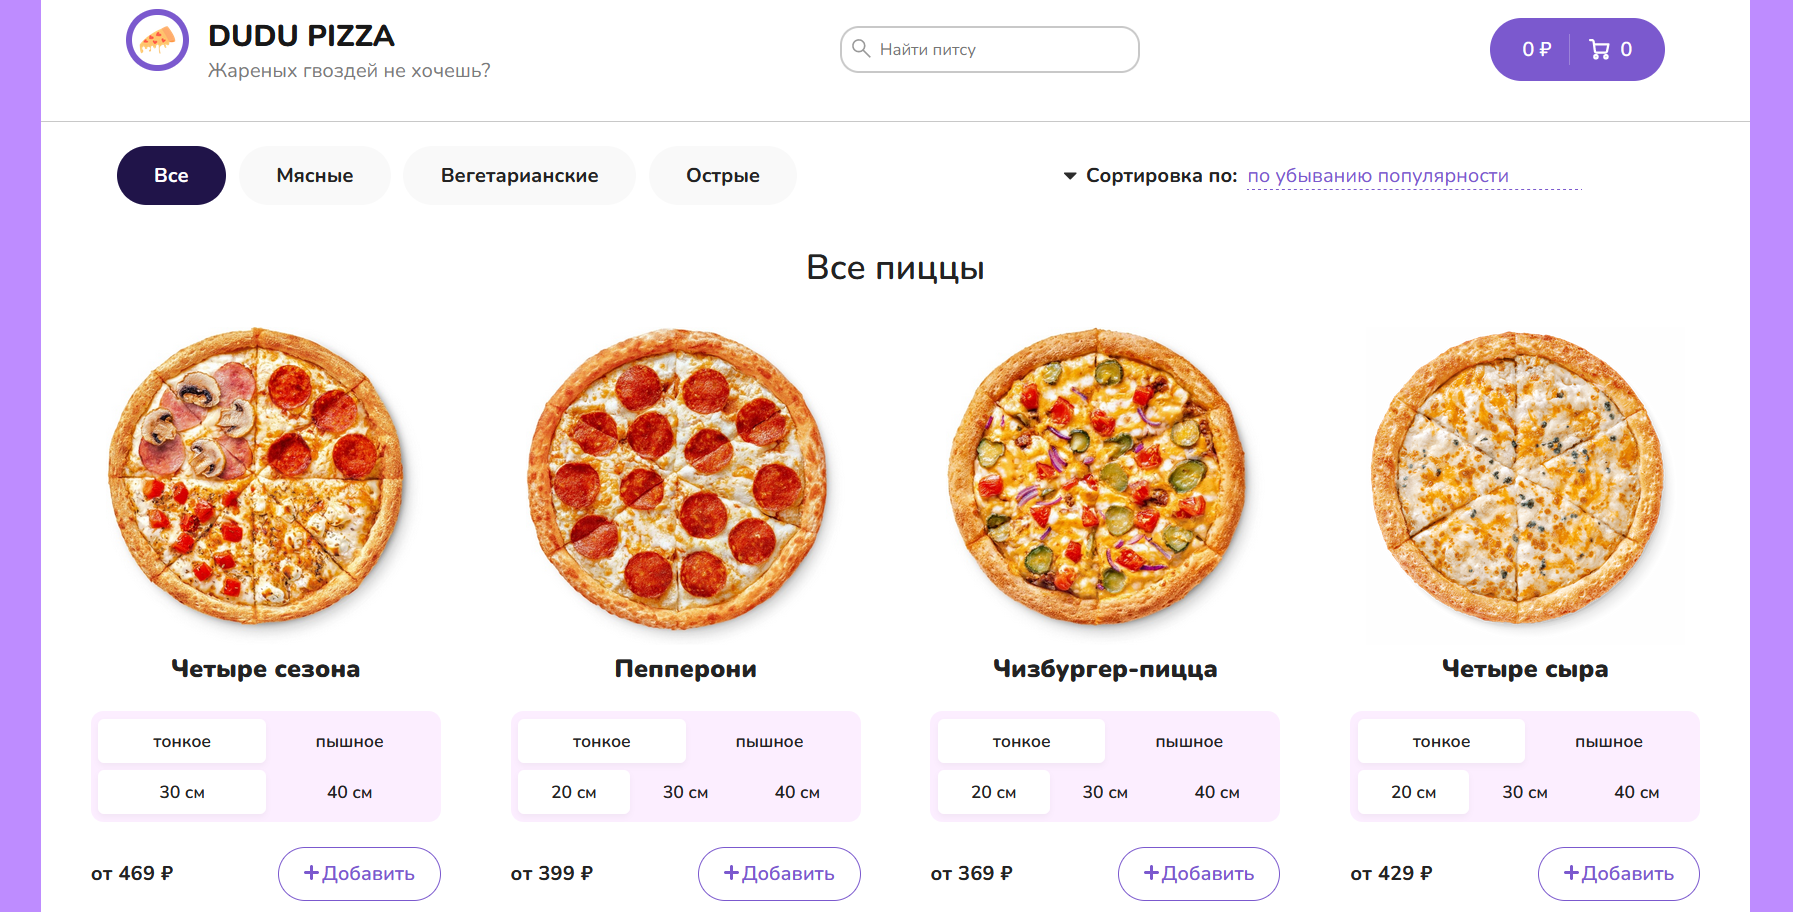 DUDU PIZZA
Жареных гвоздей не хочешь?
Найти питсу
0 ₽ 0
Все Мясные Вегетарианские Острые Сортировка по: по убыванию популярности
Все пиццы
Четыре сезона Пепперони Чизбургер-пицца Четыре сыра
тонкое пышное тонкое пышное тонкое пышное тонкое пышное
30 см 40 см 20 см 30 см 40 см 20 см 30 см 40 см 20 см 30 см 40 см
от 469 ₽ +Добавить от 399 ₽ +Добавить от 369 ₽ +Добавить от 429 ₽ +Добавить